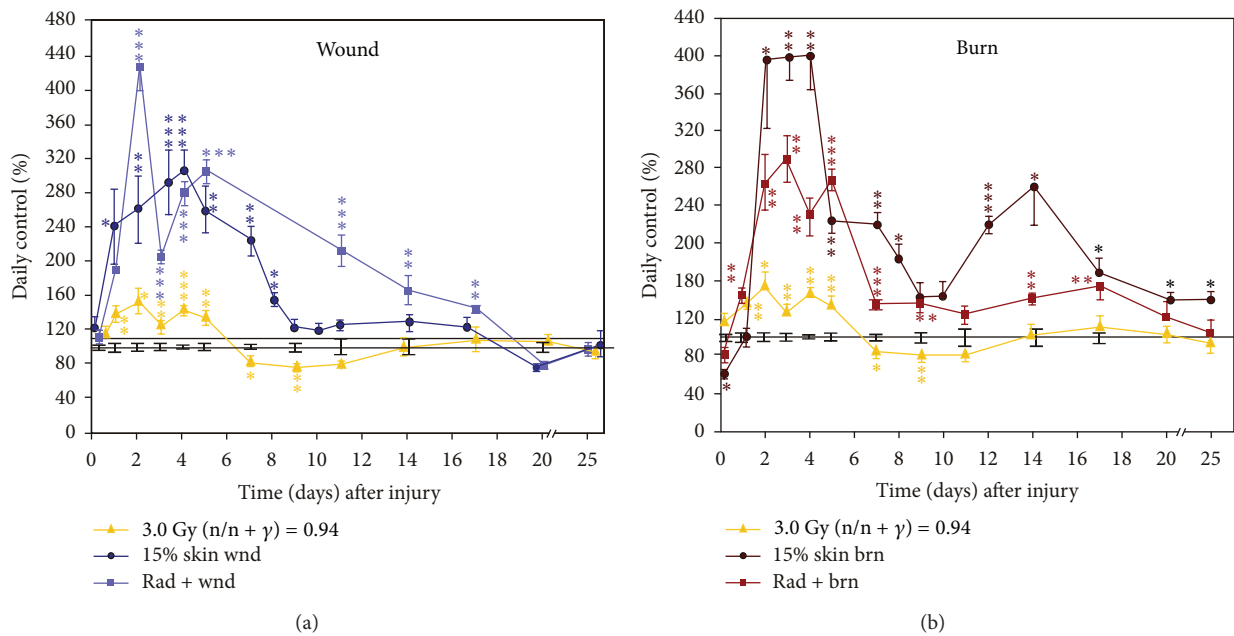 Wound
Daily control (%)
480
440
400
360
320
280
240
200
160
120
80
40
0
0 2 4 6 8 10 12 14 16 18 20 25
Time (days) after injury
3.0 Gy (n/n + γ) = 0.94
15% skin wnd
Rad + wnd
(a)
Burn
Daily control (%)
440
400
360
320
280
240
200
160
120
80
40
0
0 2 4 6 8 10 12 14 16 18 20 25
Time (days) after injury
3.0 Gy (n/n + γ) = 0.94
15% skin brn
Rad + brn
(b)